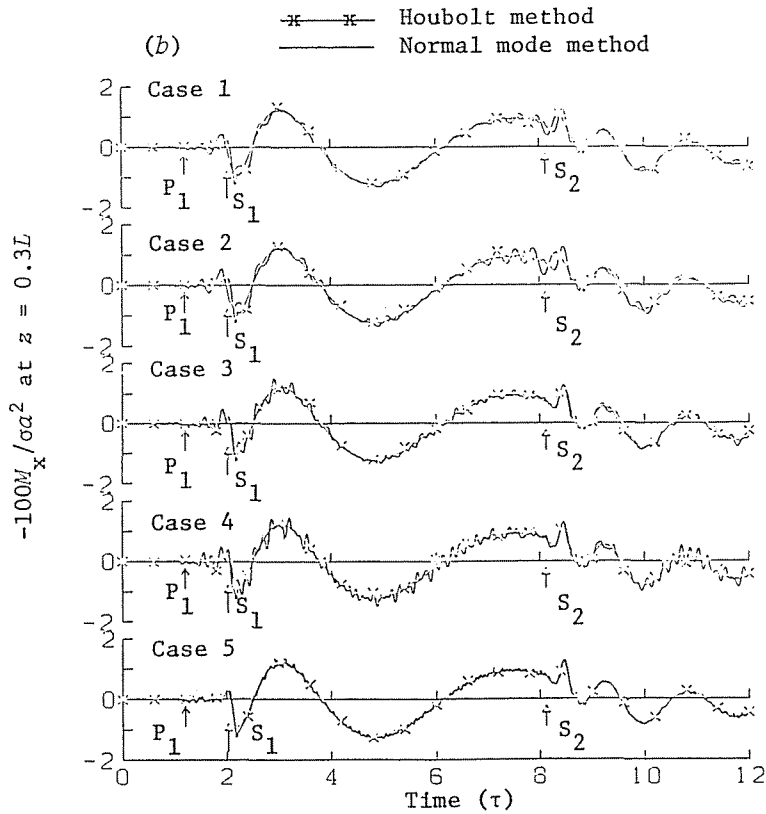 Houbolt method
(b)
Normal mode method
-100Mx/σa² at z = 0.3L
Case 1
2
0
-2
P1
S1
S2
Case 2
2
0
-2
P1
S1
S2
Case 3
2
0
-2
P1
S1
S2
Case 4
2
0
-2
P1
S1
S2
Case 5
2
0
-2
P1
S1
S2
0 2 4 6 8 10 12
Time (τ)